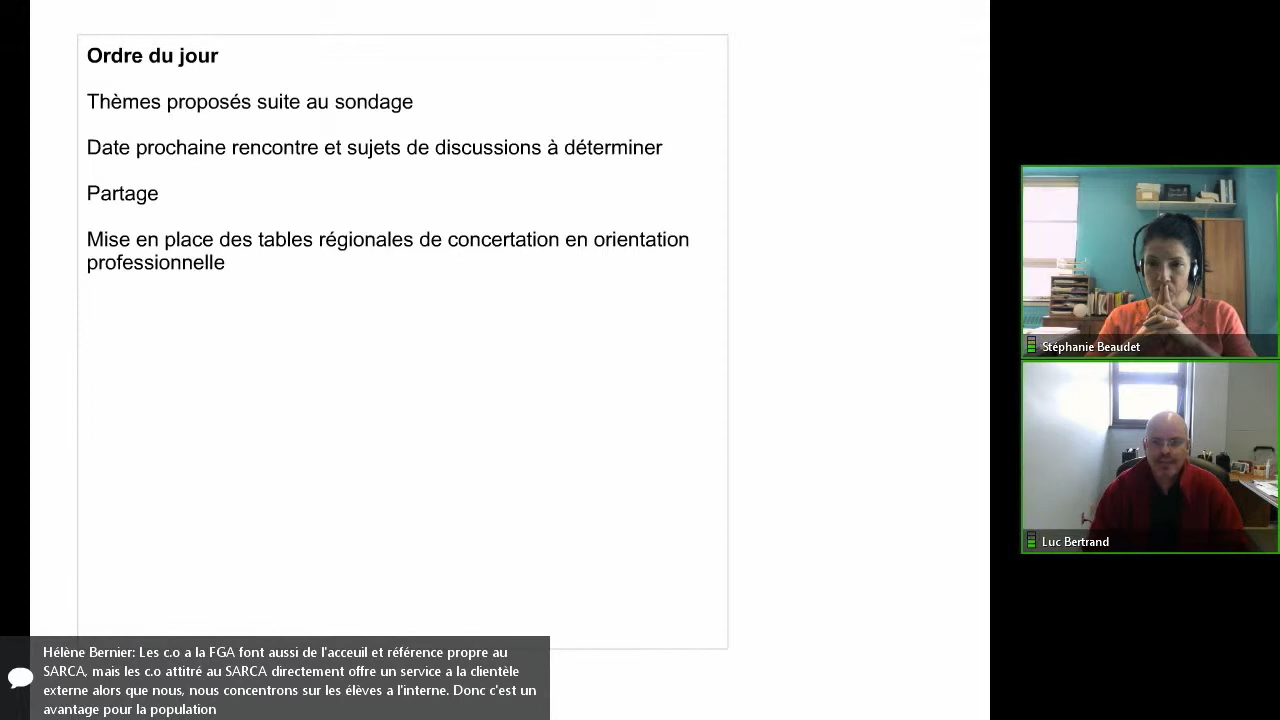 Ordre du jour
Thèmes proposés suite au sondage
Date prochaine rencontre et sujets de discussions à déterminer
Partage
Mise en place des tables régionales de concertation en orientation
professionnelle
Stéphanie Beaudet
Luc Bertrand
Hélène Bernier: Les c.o a la FGA font aussi de l'acceuil et référence propre au
SARCA, mais les c.o attitré au SARCA directement offre un service a la clientèle
externe alors que nous, nous concentrons sur les élèves a l'interne. Donc c'est un
avantage pour la population